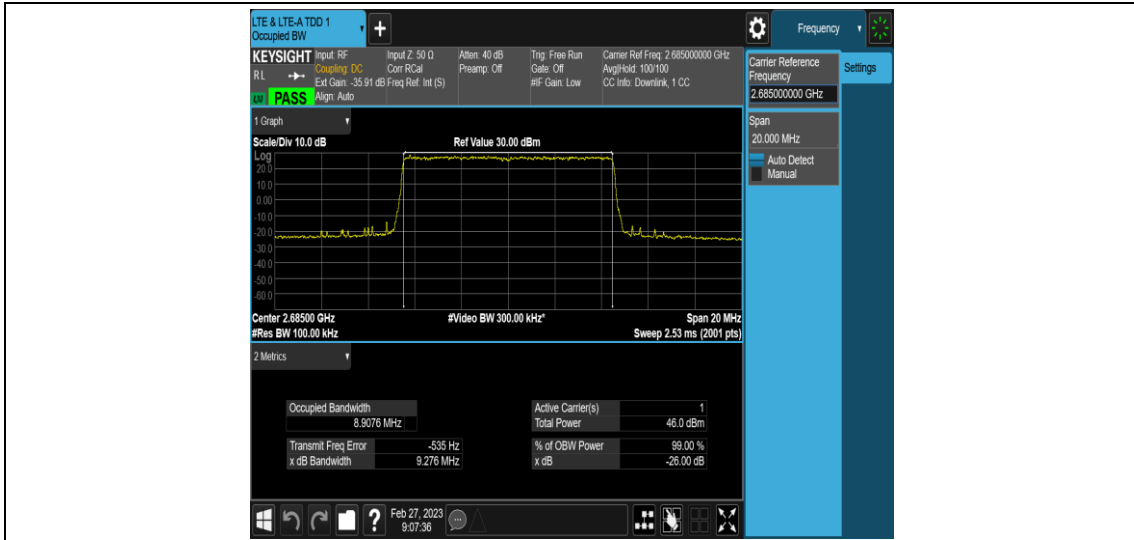 LTE & LTE-A TDD 1
Occupied BW
+
Frequency
KEYSIGHT
R L
LXI
PASS
Input: RF
Coupling: DC
Ext Gain: -35.91 dB
Align: Auto
Input Z: 50 Ω
Corr RCal
Freq Ref: Int (S)
Atten: 40 dB
Preamp: Off
Trig: Free Run
Gate: Off
#IF Gain: Low
Carrier Ref Freq: 2.685000000 GHz
Avg|Hold: 100/100
CC Info: Downlink, 1 CC
Carrier Reference
Frequency
2.685000000 GHz
Settings
Span
20.000 MHz
Auto Detect
Manual
1 Graph
Scale/Div 10.0 dB
Ref Value 30.00 dBm
Log
20.0
10.0
0.00
-10.0
-20.0
-30.0
-40.0
-50.0
-60.0
Center 2.68500 GHz
#Video BW 300.00 kHz*
Span 20 MHz
#Res BW 100.00 kHz
Sweep 2.53 ms (2001 pts)
2 Metrics
Occupied Bandwidth
8.9076 MHz
Active Carrier(s) 1
Total Power 46.0 dBm
Transmit Freq Error -535 Hz
x dB Bandwidth 9.276 MHz
% of OBW Power 99.00 %
x dB -26.00 dB
?
Feb 27, 2023
9:07:36